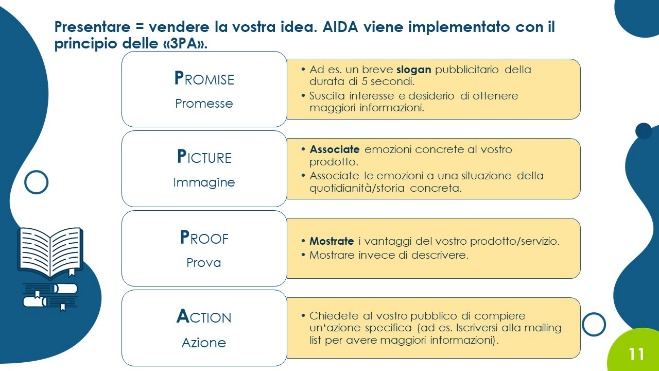 Presentare = vendere la vostra idea. AIDA viene implementato con il
principio delle «3PA».
PROMISE
Promesse
• Ad es. un breve slogan pubblicitario della
durata di 5 secondi.
• Suscita interesse e desiderio di ottenere
maggiori informazioni.
PICTURE
Immagine
• Associate emozioni concrete al vostro
prodotto.
• Associate le emozioni a una situazione della
quotidianità/storia concreta.
PROOF
Prova
• Mostrate i vantaggi del vostro prodotto/servizio.
• Mostrare invece di descrivere.
ACTION
Azione
• Chiedete al vostro pubblico di compiere
un'azione specifica (ad es. Iscriversi alla mailing
list per avere maggiori informazioni).
11